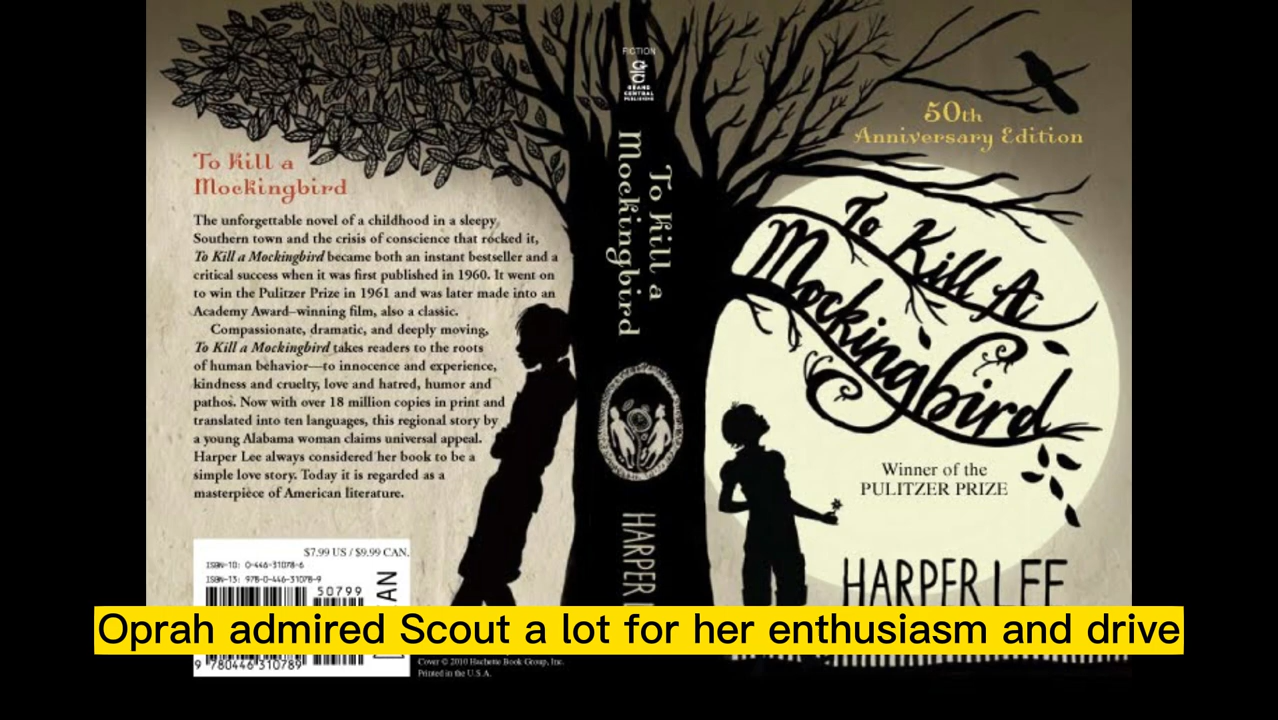 To Kill a
Mockingbird
The unforgettable novel of a childhood in a sleepy
Southern town and the crisis of conscience that rocked it,
To Kill a Mockingbird became both an instant bestseller and a
critical success when it was first published in 1960. It went on
to win the Pulitzer Prize in 1961 and was later made into an
Academy Award–winning film, also a classic.
Compassionate, dramatic, and deeply moving,
To Kill a Mockingbird takes readers to the roots
of human behavior—to innocence and experience,
kindness and cruelty, love and hatred, humor and
pathos. Now with over 18 million copies in print and
translated into ten languages, this regional story by
a young Alabama woman claims universal appeal.
Harper Lee always considered her book to be a
simple love story. Today it is regarded as a
masterpiece of American literature.
$7.99 US / $9.99 CAN.
ISBN-10: 0-446-31078-6
ISBN-13: 978-0-446-31078-9
50799
9 780446 310789
Cover © 2010 Hachette Book Group, Inc.
Printed in the U.S.A.
FICTION
GRAND
CENTRAL
PUBLISHING
To Kill a
Mockingbird
HARPER
50th
Anniversary Edition
To Kill A
Mockingbird
Winner of the
PULITZER PRIZE
HARPER LEE
Oprah admired Scout a lot for her enthusiasm and drive